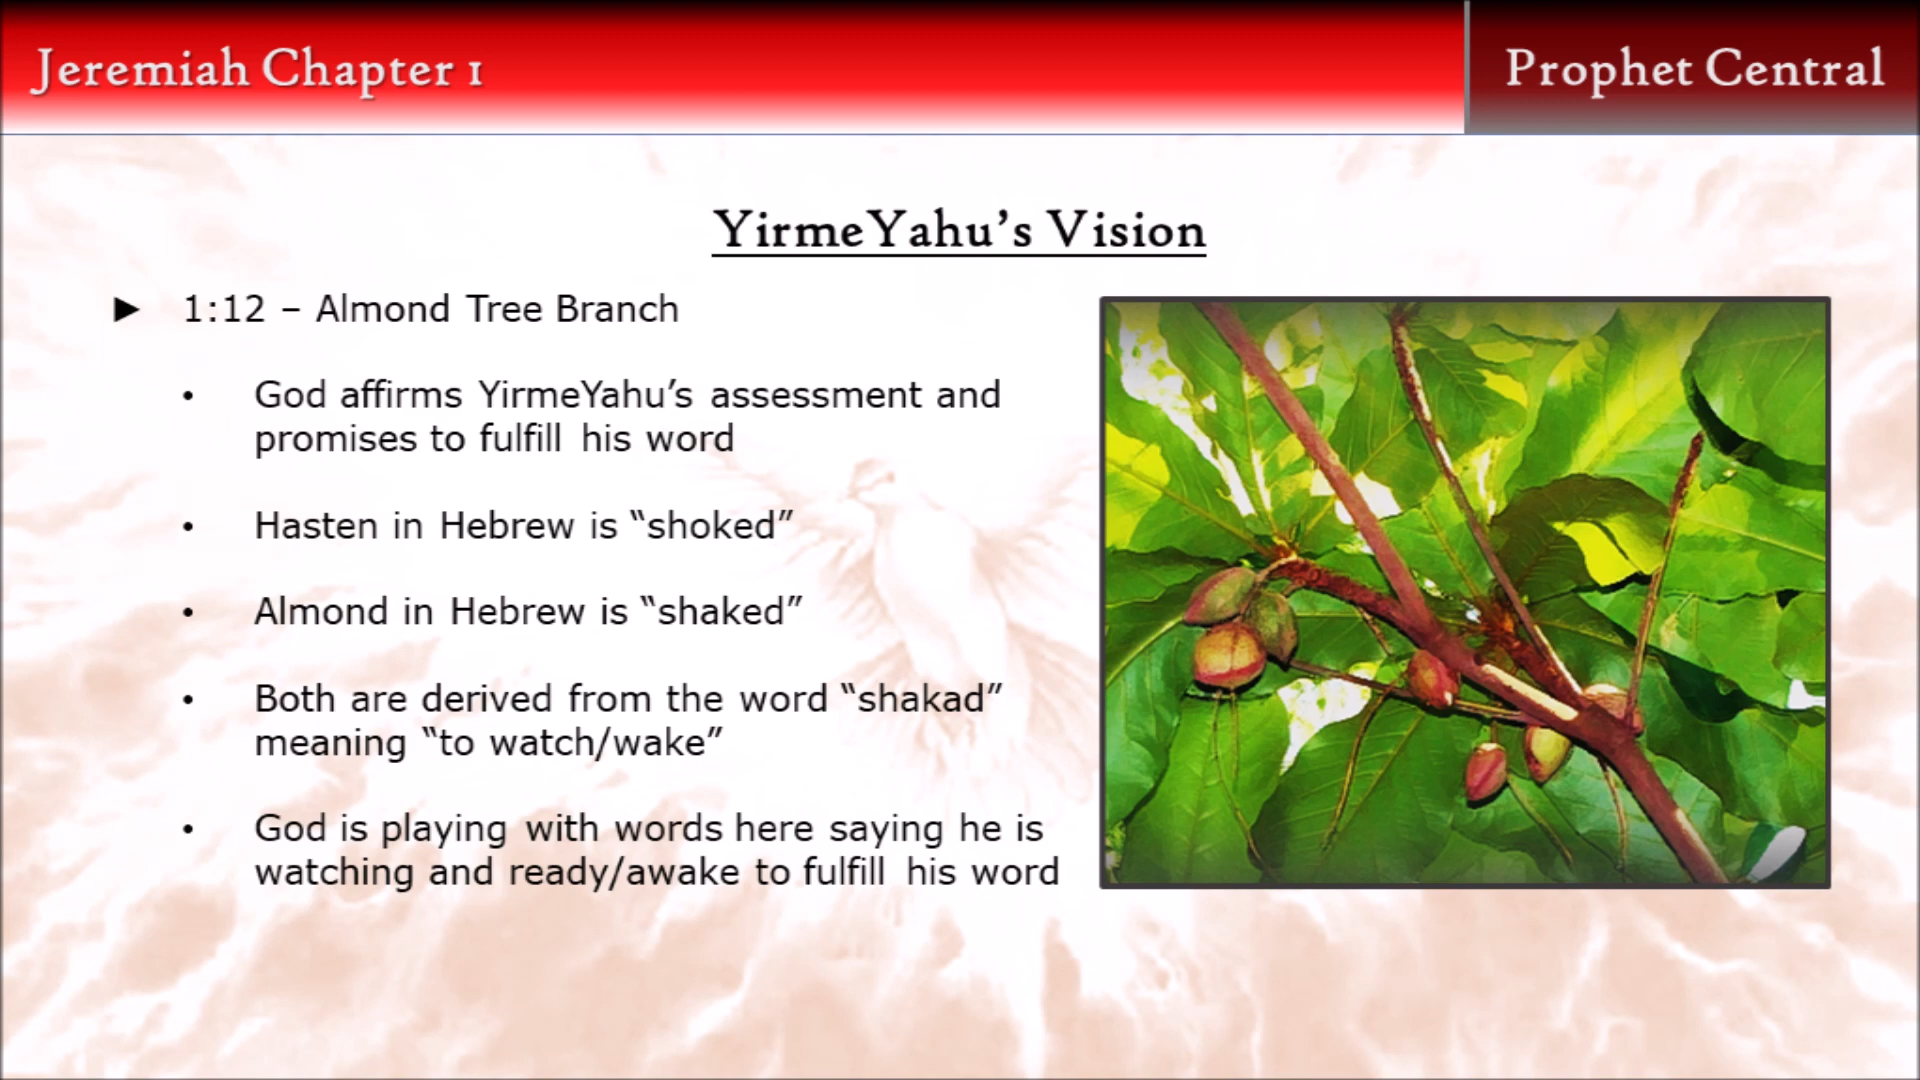 Jeremiah Chapter 1
Prophet Central
YirmeYahu’s Vision
► 1:12 – Almond Tree Branch
• God affirms YirmeYahu’s assessment and
promises to fulfill his word
• Hasten in Hebrew is “shoked”
• Almond in Hebrew is “shaked”
• Both are derived from the word “shakad”
meaning “to watch/wake”
• God is playing with words here saying he is
watching and ready/awake to fulfill his word